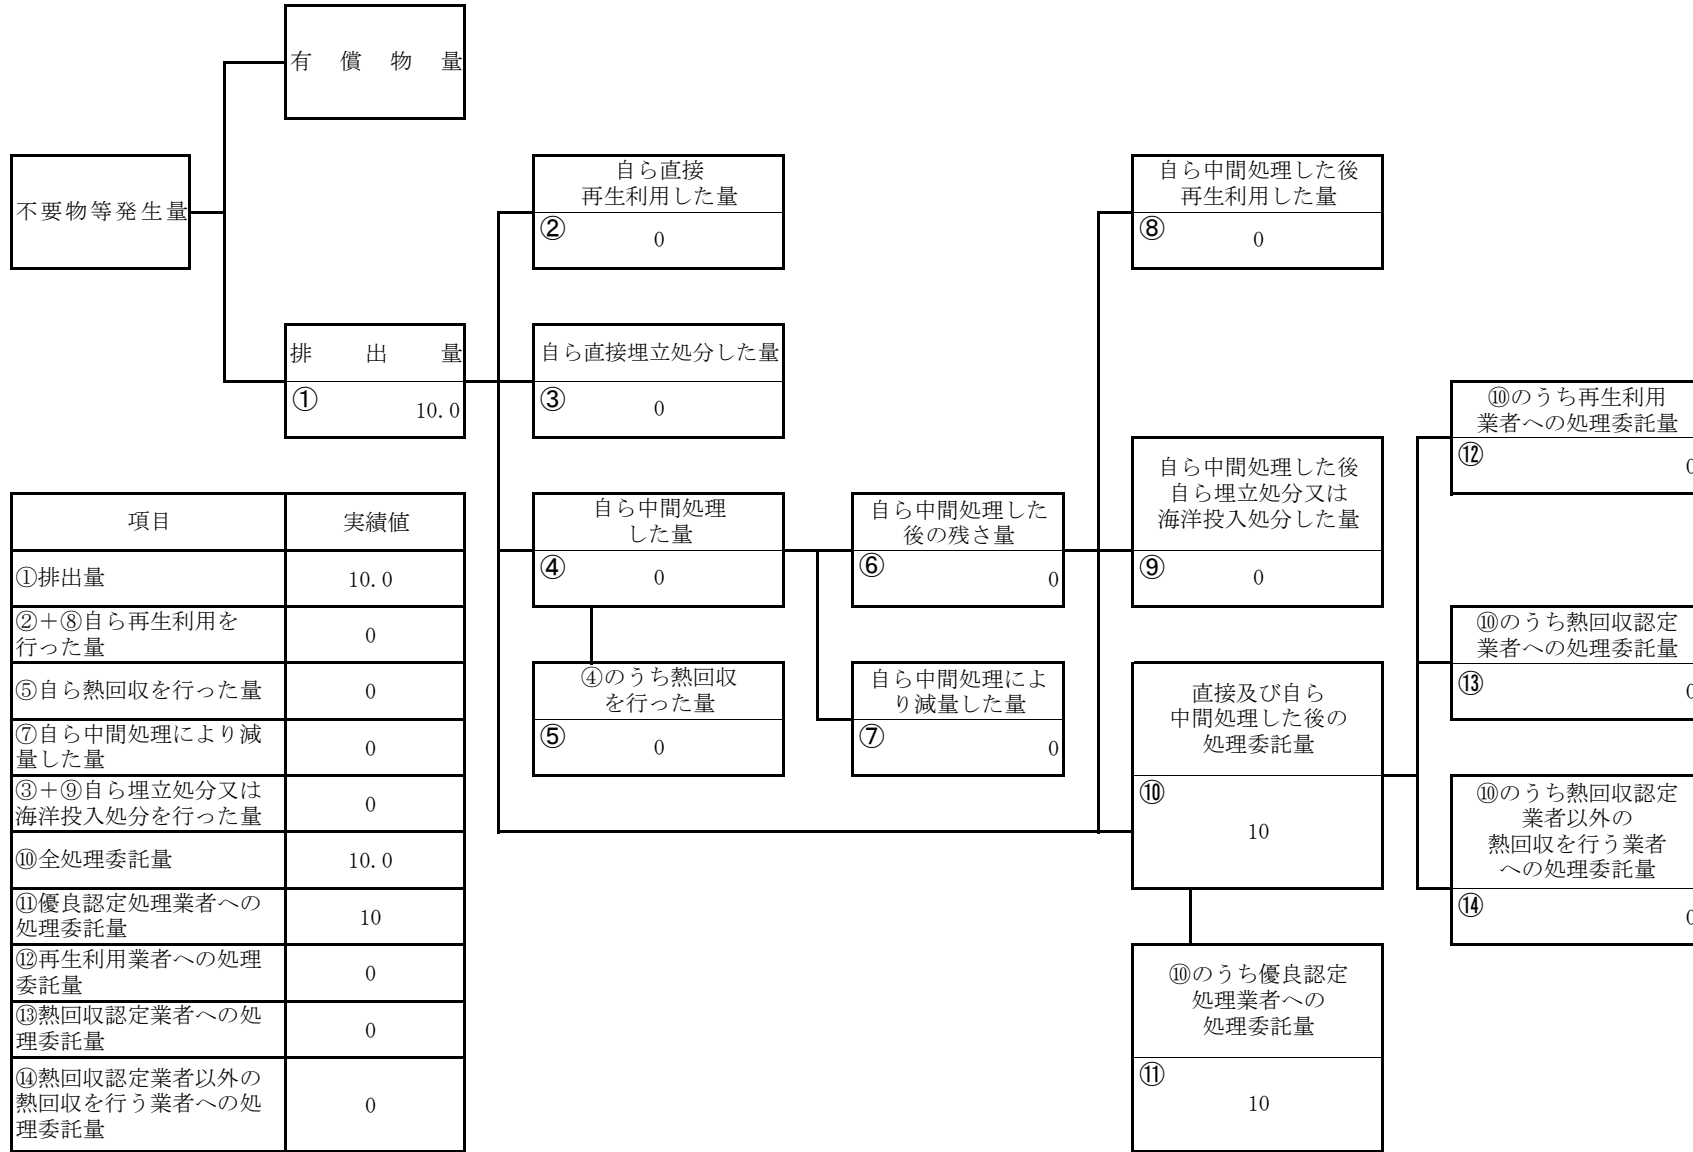 有償物量
不要物等発生量
自ら直接
再生利用した量
②
0
自ら中間処理した後
再生利用した量
⑧
0
排出量
①
10.0
自ら直接埋立処分した量
③
0
⑩のうち再生利用
業者への処理委託量
⑫
0
自ら中間処理した後
自ら埋立処分又は
海洋投入処分した量
⑨
0
自ら中間処理
した量
④
0
自ら中間処理した
後の残さ量
⑥
0
⑩のうち熱回収認定
業者への処理委託量
⑬
0
④のうち熱回収
を行った量
⑤
0
自ら中間処理によ
り減量した量
⑦
0
直接及び自ら
中間処理した後の
処理委託量
⑩
10
⑩のうち熱回収認定
業者以外の
熱回収を行う業者
への処理委託量
⑭
0
⑩のうち優良認定
処理業者への
処理委託量
⑪
10
項目 実績値
①排出量 10.0
②+⑧自ら再生利用を
行った量 0
⑤自ら熱回収を行った量 0
⑦自ら中間処理により減
量した量 0
③+⑨自ら埋立処分又は
海洋投入処分を行った量 0
⑩全処理委託量 10.0
⑪優良認定処理業者への
処理委託量 10
⑫再生利用業者への処理
委託量 0
⑬熱回収認定業者への処
理委託量 0
⑭熱回収認定業者以外の
熱回収を行う業者への処
理委託量 0